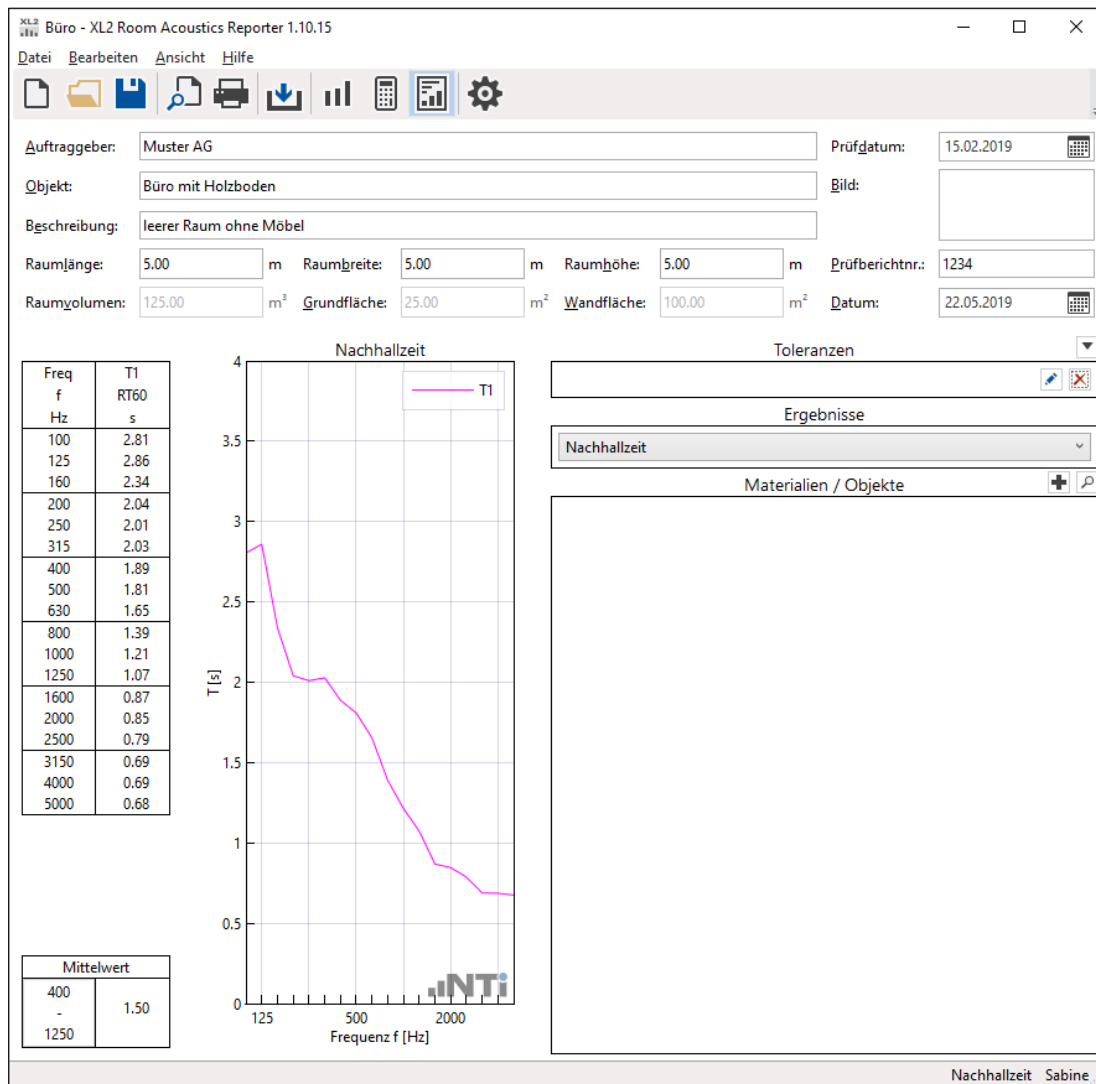 XL2 Büro - XL2 Room Acoustics Reporter 1.10.15
Datei Bearbeiten Ansicht Hilfe
Auftraggeber: Muster AG Prüfdatum: 15.02.2019
Objekt: Büro mit Holzboden Bild:
Beschreibung: leerer Raum ohne Möbel
Raumlänge: 5.00 m Raumbreite: 5.00 m Raumhöhe: 5.00 m Prüfberichtnr.: 1234
Raumvolumen: 125.00 m³ Grundfläche: 25.00 m² Wandfläche: 100.00 m² Datum: 22.05.2019
Freq T1
f RT60
Hz s
100 2.81
125 2.86
160 2.34
200 2.04
250 2.01
315 2.03
400 1.89
500 1.81
630 1.65
800 1.39
1000 1.21
1250 1.07
1600 0.87
2000 0.85
2500 0.79
3150 0.69
4000 0.69
5000 0.68
Mittelwert
400
-
1250
1.50
Nachhallzeit
T1
4
3.5
3
2.5
2
1.5
1
0.5
0
T [s]
NTi
125 500 2000
Frequenz f [Hz]
Toleranzen
Ergebnisse
Nachhallzeit
Materialien / Objekte
Nachhallzeit Sabine